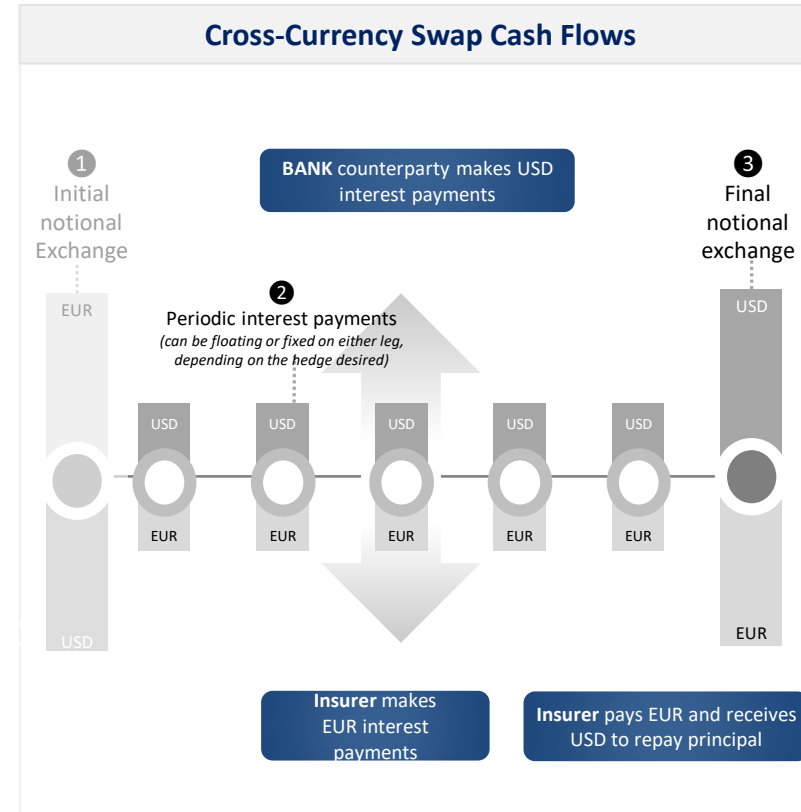 Cross-Currency Swap Cash Flows
1
Initial
notional
Exchange
BANK counterparty makes USD
interest payments
3
Final
notional
exchange
2
Periodic interest payments
(can be floating or fixed on either leg,
depending on the hedge desired)
EUR
USD
USD
USD
USD
USD
USD
EUR
EUR
EUR
EUR
EUR
USD
EUR
Insurer makes
EUR interest
payments
Insurer pays EUR and receives
USD to repay principal